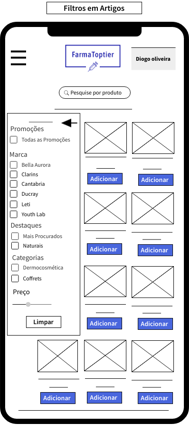 Filtros em Artigos
FarmaToptier
Diogo oliveira
Pesquise por produto
Promoções
Todas as Promoções
Marca
Bella Aurora
Clarins
Cantabria
Ducray
Leti
Youth Lab
Destaques
Mais Procurados
Naturais
Categorias
Dermocosmética
Coffrets
Preço
Limpar
Adicionar
Adicionar
Adicionar
Adicionar
Adicionar
Adicionar
Adicionar
Adicionar
Adicionar